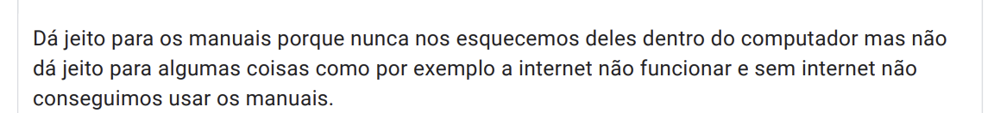 Dá jeito para os manuais porque nunca nos esquecemos deles dentro do computador mas não
dá jeito para algumas coisas como por exemplo a internet não funcionar e sem internet não
conseguimos usar os manuais.